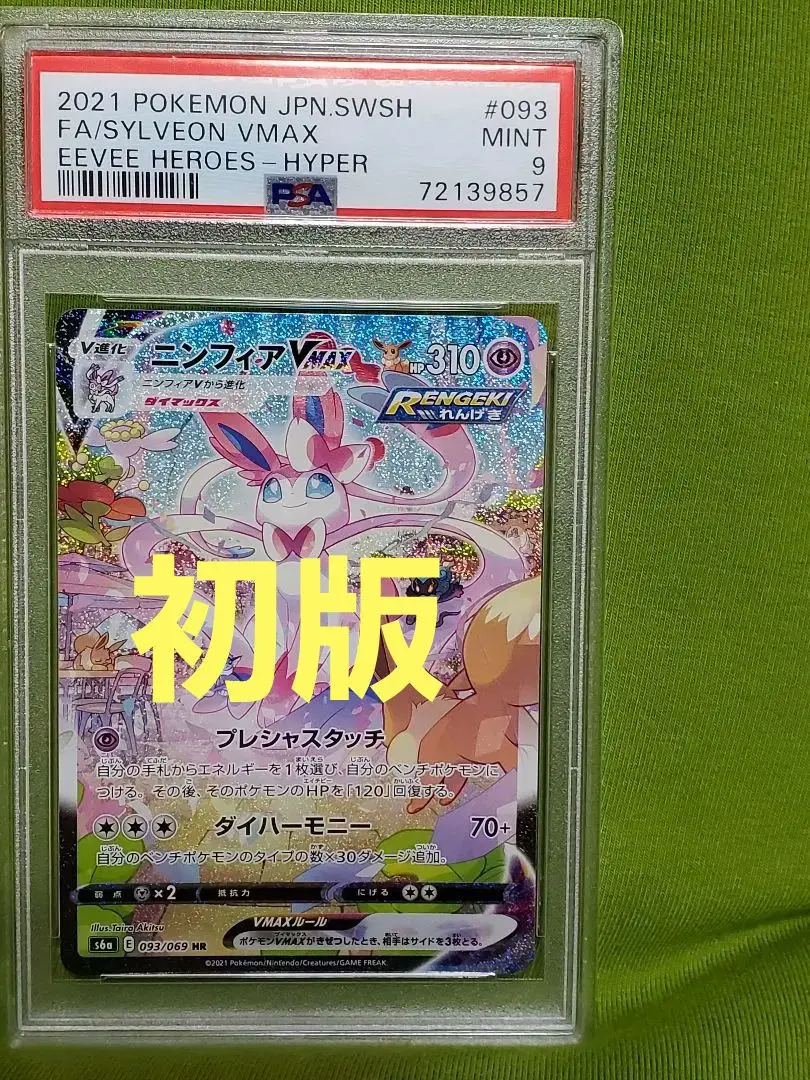 2021 POKEMON JPN.SWSH #093
FA/SYLVEON VMAX MINT
EEVEE HEROES-HYPER 9
PSA 72139857
V進化 ニンフィアVMAX HP310
ニンフィアVから進化
ダイマックス
RENGEKI
れんげき
初版
プレシャスタッチ
自分の手札からエネルギーを1枚選び、自分のベンチポケモンに
つける。その後、そのポケモンのHPを「120」回復する。
ダイハーモニー 70+
自分のベンチポケモンのタイプの数×30ダメージ追加。
弱点 ×2 抵抗力 にげる
Illus.Taira Akitsu
VMAXルール
s6a E 093/069 HR
ポケモンVMAXがきぜつしたとき、相手はサイドを3枚とる。
©2021 Pokémon/Nintendo/Creatures/GAME FREAK.